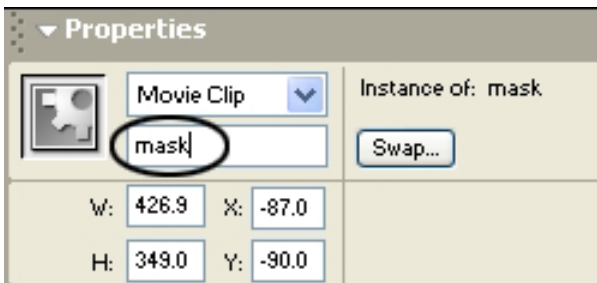 Properties
Movie Clip
Instance of: mask
mask
Swap...
W: 426.9 X: -87.0
H: 349.0 Y: -90.0